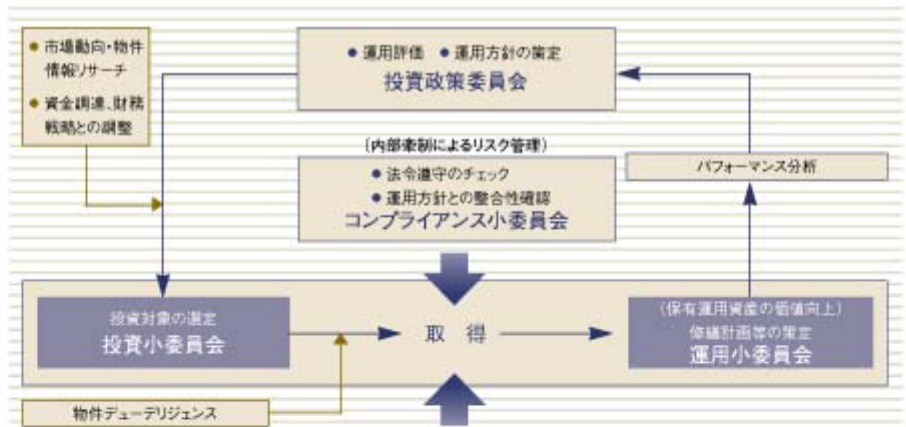 ● 市場動向・物件
情報リサーチ
● 資金調達、財務
戦略との調整
● 運用評価 ● 運用方針の策定
投資政策委員会
(内部牽制によるリスク管理)
● 法令遵守のチェック
● 運用方針との整合性確認
コンプライアンス小委員会
パフォーマンス分析
投資対象の選定
投資小委員会
取 得
(保有運用資産の価値向上)
修繕計画等の策定
運用小委員会
物件デューデリジェンス